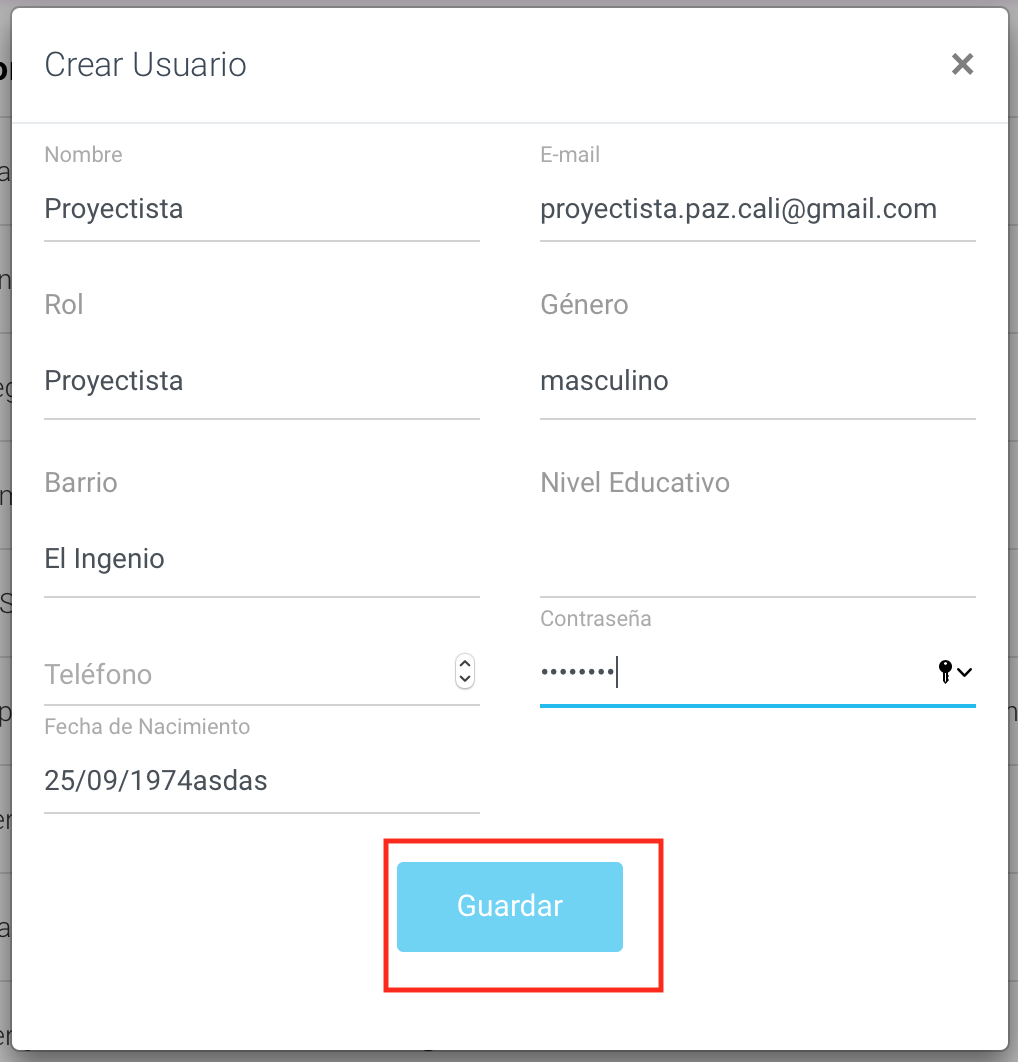 Crear Usuario
Nombre
E-mail
Proyectista
proyectista.paz.cali@gmail.com
Rol
Género
Proyectista
masculino
Barrio
Nivel Educativo
El Ingenio
Contraseña
Teléfono
••••••••
Fecha de Nacimiento
25/09/1974asdas
Guardar